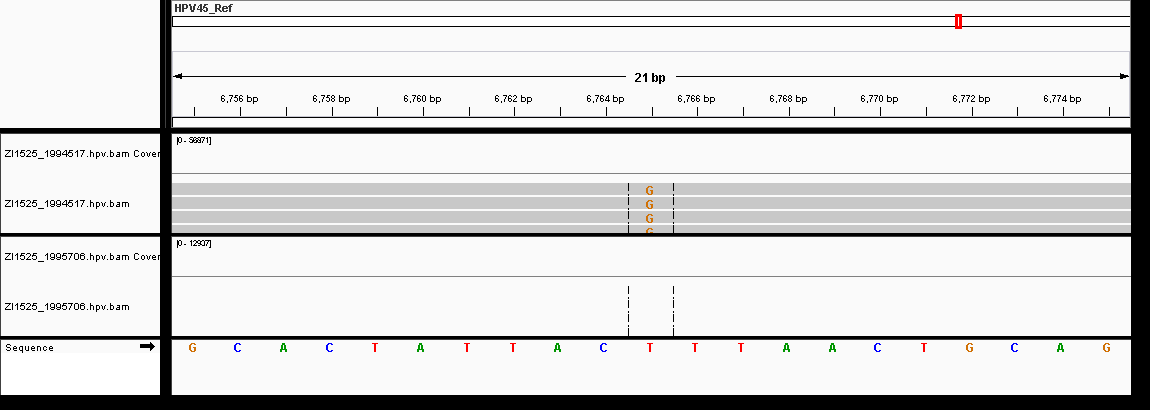 HPV45_Ref
21 bp
6,756 bp 6,758 bp 6,760 bp 6,762 bp 6,764 bp 6,766 bp 6,768 bp 6,770 bp 6,772 bp 6,774 bp
ZI1525_1994517.hpv.bam Cover
ZI1525_1994517.hpv.bam
G
G
G
G
[0 - 12937]
ZI1525_1995706.hpv.bam Cover
ZI1525_1995706.hpv.bam
Sequence G C A C T A T T A C T T T A A C T G C A G